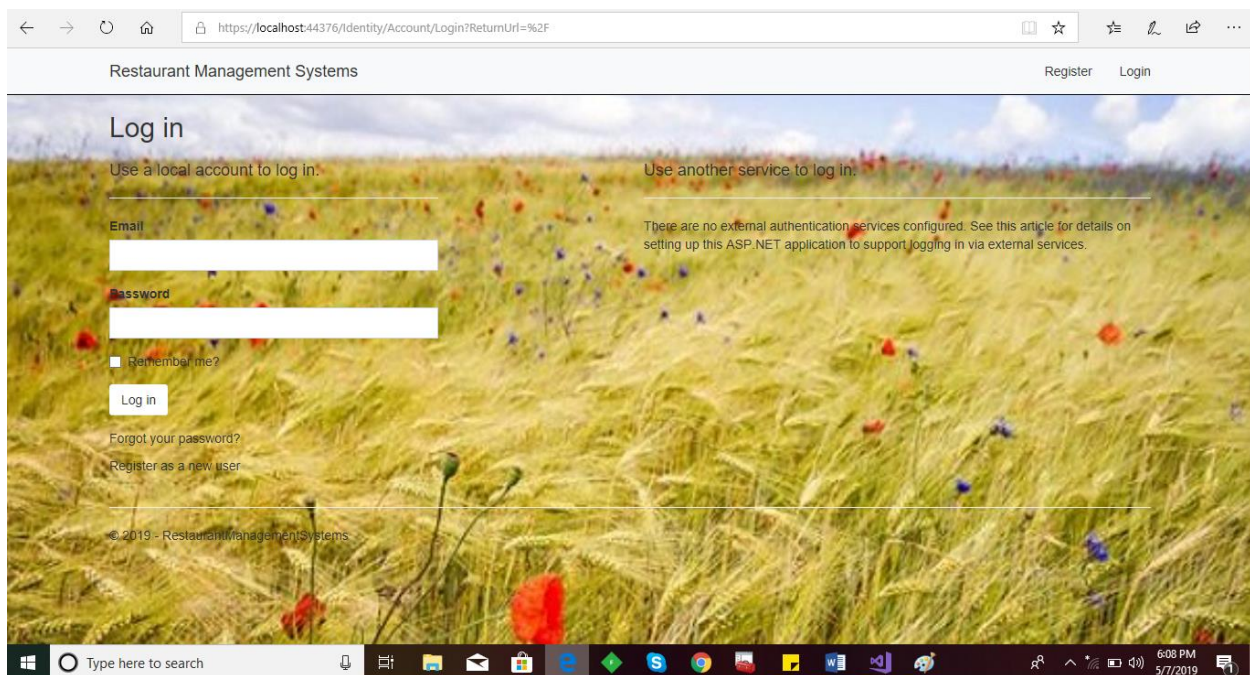 https://localhost:44376/Identity/Account/Login?ReturnUrl=%2F
Restaurant Management Systems
Register
Login
Log in
Use a local account to log in.
Use another service to log in.
Email
There are no external authentication services configured. See this article for details on
setting up this ASP.NET application to support logging in via external services.
Password
Remember me?
Log in
Forgot your password?
Register as a new user
© 2019 - RestaurantManagementSystems
Type here to search
6:08 PM
5/7/2019